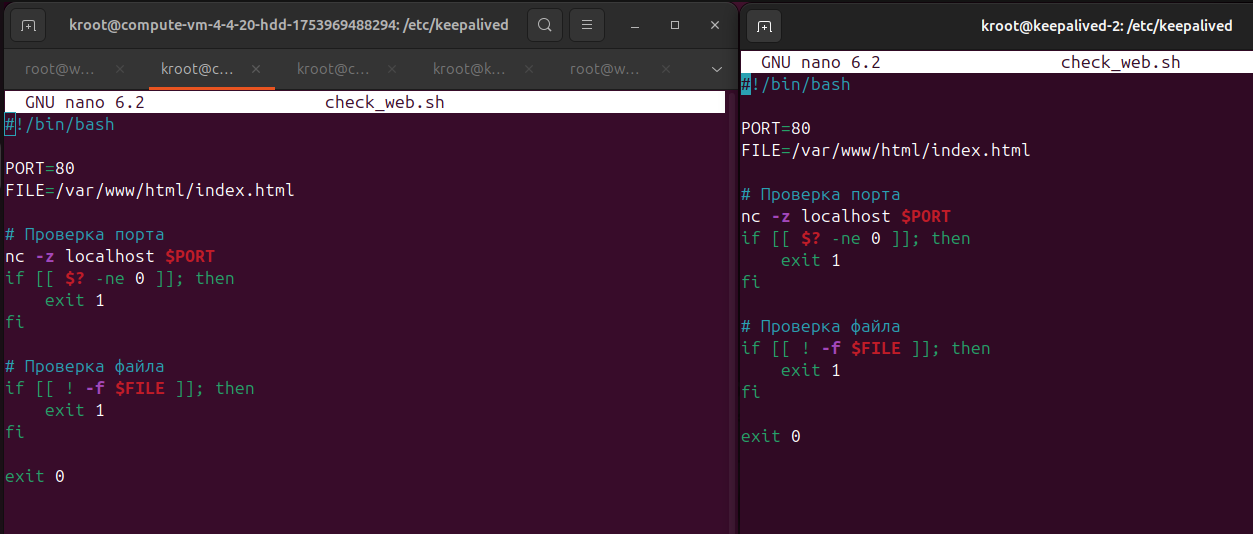 kroot@compute-vm-4-4-20-hdd-1753969488294: /etc/keepalived
root@w...
kroot@c...
kroot@c...
kroot@k...
root@w...
GNU nano 6.2 check_web.sh
#!/bin/bash
PORT=80
FILE=/var/www/html/index.html
# Проверка порта
nc -z localhost $PORT
if [[ $? -ne 0 ]]; then
    exit 1
fi
# Проверка файла
if [[ ! -f $FILE ]]; then
    exit 1
fi
exit 0
kroot@keepalived-2: /etc/keepalived
GNU nano 6.2 check_web.sh
#!/bin/bash
PORT=80
FILE=/var/www/html/index.html
# Проверка порта
nc -z localhost $PORT
if [[ $? -ne 0 ]]; then
    exit 1
fi
# Проверка файла
if [[ ! -f $FILE ]]; then
    exit 1
fi
exit 0